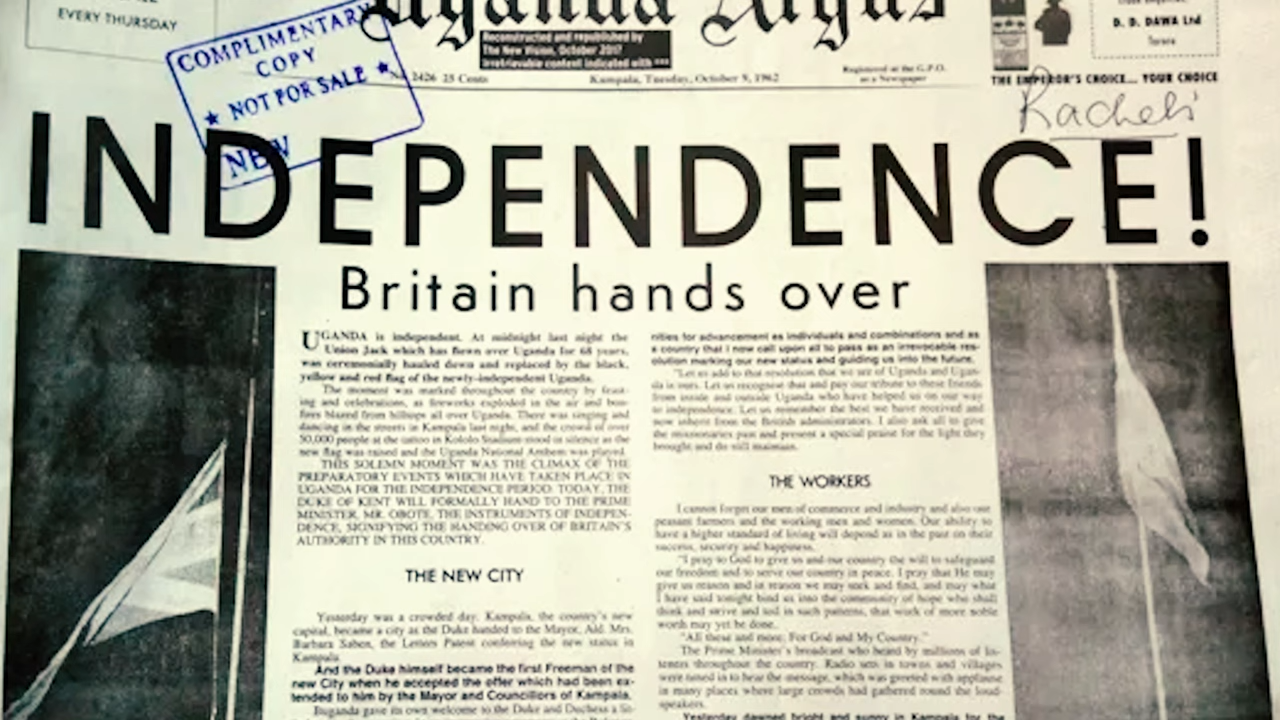 EVERY THURSDAY
COMPLIMENTARY
COPY
★ NOT FOR SALE ★
NEW
Uganda Argus
Reconstructed and republished by
The New Vision, October 2017
Irretrievable content indicated with ***
No. 2426 25 Cents
Kampala, Tuesday, October 9, 1962
Registered at the G.P.O.
as a Newspaper
D. D. DAWA Ltd
Tororo
THE EMPEROR'S CHOICE... YOUR CHOICE
INDEPENDENCE!
Britain hands over
UGANDA is independent. At midnight last night the
Union Jack which has flown over Uganda for 68 years,
was ceremonially hauled down and replaced by the black,
yellow and red flag of the newly-independent Uganda.
The moment was marked throughout the country by feast-
ing and celebrations, as fireworks exploded in the air and bon-
fires blazed from hilltops all over Uganda. There was singing and
dancing in the streets in Kampala last night, and the crowd of over
50,000 people at the tattoo in Kololo Stadium stood in silence as the
new flag was raised and the Uganda National Anthem was played.
THIS SOLEMN MOMENT WAS THE CLIMAX OF THE
PREPARATORY EVENTS WHICH HAVE TAKEN PLACE IN
UGANDA FOR THE INDEPENDENCE PERIOD. TODAY, THE
DUKE OF KENT WILL FORMALLY HAND TO THE PRIME
MINISTER, MR. OBOTE, THE INSTRUMENTS OF INDEPEN-
DENCE, SIGNIFYING THE HANDING OVER OF BRITAIN'S
AUTHORITY IN THIS COUNTRY.
THE NEW CITY
Yesterday was a crowded day. Kampala, the country's new
capital, became a city as the Duke handed to the Mayor, Ald. Mrs.
Barbara Saben, the Letters Patent conferring the new status in
Kampala.
And the Duke himself became the first Freeman of the
new City when he accepted the offer which had been ex-
tended to him by the Mayor and Councillors of Kampala.
Buganda gave its own welcome to the Duke and Duchess a lit-
nities for advancement as individuals and combinations and as
a country that I now call upon all to pass as an irrevocable res-
olution marking our new status and guiding us into the future.
"Let us add to that resolution that we are of Uganda and Ugan-
da is ours. Let us recognise that and pay our tribute to these friends
from inside and outside Uganda who have helped us on our way
to independence. Let us remember the best we have received and
now inherit from the British administrators. I also ask all to give
the missionaries past and present a special praise for the light they
brought and do still maintain.
THE WORKERS
I cannot forget our men of commerce and industry and also our
peasant farmers and the working men and women. Our ability to
have a higher standard of living will depend as in the past on their
success, security and happiness.
"I pray to God to give us and our country the will to safeguard
our freedom and to serve our country in peace. I pray that He may
give us reason and in reason we may seek and find, and may what
I have said tonight bind us into the community of hope who shall
think and strive and in such patterns, that work of more noble
worth may yet be done.
"All these and more: For God and My Country."
The Prime Minister's broadcast who heard by millions of lis-
teners throughout the country. Radio sets in towns and villages
were tuned in to hear the message, which was greeted with applause
in many places where large crowds had gathered round the loud-
speakers.
Yesterday dawned bright and sunny in Kampala for the